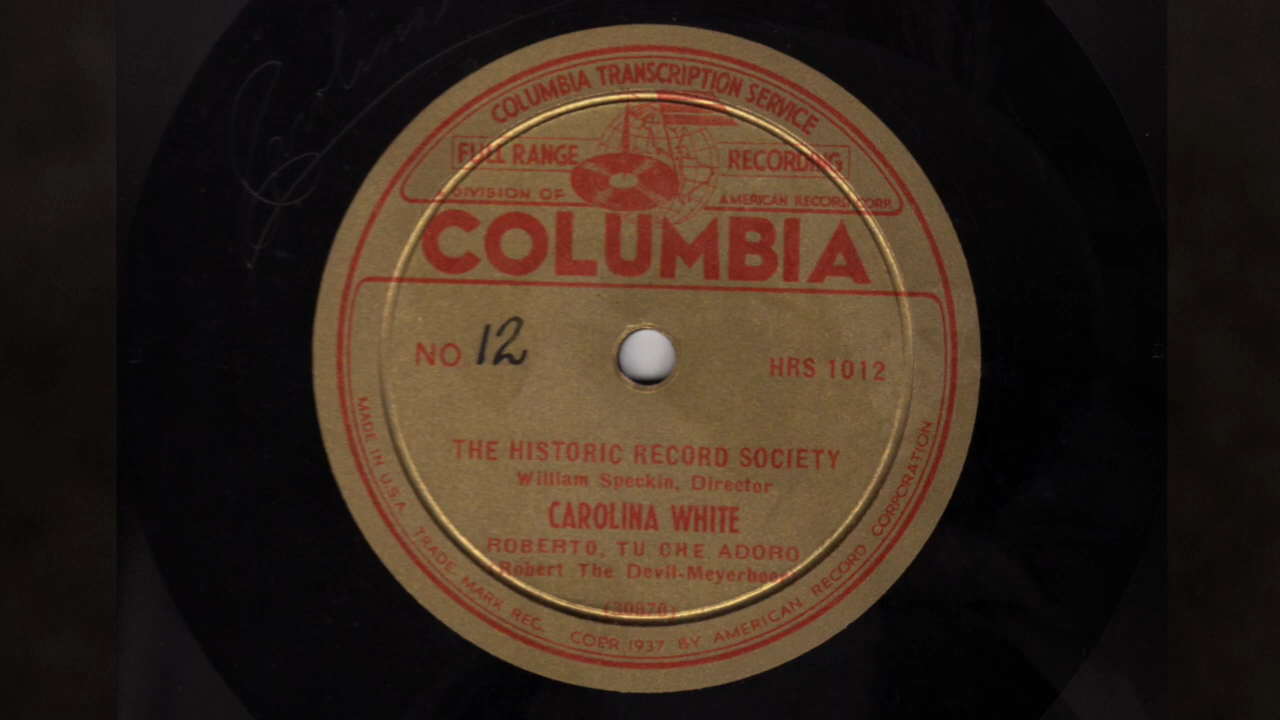 COLUMBIA TRANSCRIPTION SERVICE
FULL RANGE RECORDING
DIVISION OF AMERICAN RECORD CORP.
COLUMBIA
NO 12
HRS 1012
THE HISTORIC RECORD SOCIETY
William Speckin, Director
CAROLINA WHITE
ROBERTO, TU CHE ADORO
(Robert The Devil-Meyerbeer)
(30870)
MADE IN U.S.A. TRADE MARK REG. COPR 1937 BY AMERICAN RECORD CORPORATION